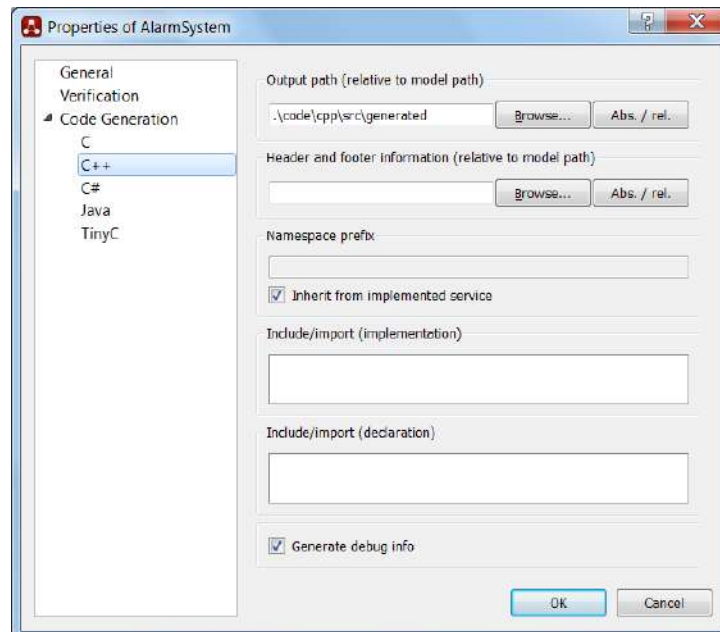 Properties of AlarmSystem
General
Verification
Code Generation
C
C++
C#
Java
TinyC
Output path (relative to model path)
.\code\cpp\src\generated
Browse...
Abs. / rel.
Header and footer information (relative to model path)
Browse...
Abs. / rel.
Namespace prefix
Inherit from implemented service
Include/import (implementation)
Include/import (declaration)
Generate debug info
OK
Cancel